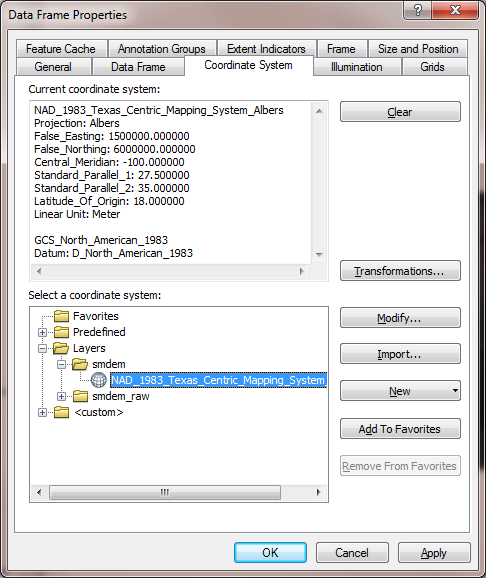 Data Frame Properties
Feature Cache Annotation Groups Extent Indicators Frame Size and Position
General Data Frame Coordinate System Illumination Grids
Current coordinate system:
NAD_1983_Texas_Centric_Mapping_System_Albers
Projection: Albers
False_Easting: 1500000.000000
False_Northing: 6000000.000000
Central_Meridian: -100.000000
Standard_Parallel_1: 27.500000
Standard_Parallel_2: 35.000000
Latitude_Of_Origin: 18.000000
Linear Unit: Meter
GCS_North_American_1983
Datum: D_North_American_1983
Clear
Transformations...
Select a coordinate system:
Favorites
Predefined
Layers
smdem
NAD_1983_Texas_Centric_Mapping_System_
smdem_raw
<custom>
Modify...
Import...
New
Add To Favorites
Remove From Favorites
OK Cancel Apply